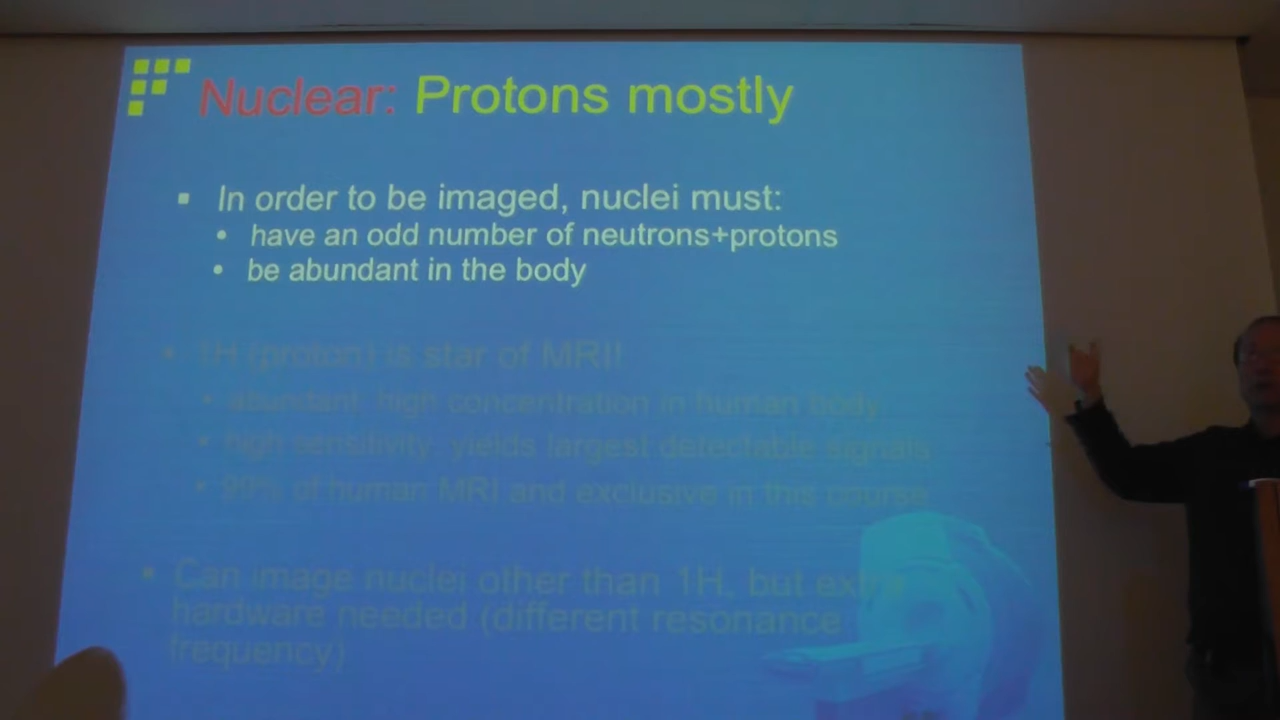 Nuclear: Protons mostly
In order to be imaged, nuclei must:
have an odd number of neutrons+protons
be abundant in the body
1H (proton) is star of MRI!
abundant, high concentration in human body
high sensitivity, yields largest detectable signals
99% of human MRI and exclusive in this course
Can image nuclei other than 1H, but extra
hardware needed (different resonance
frequency)